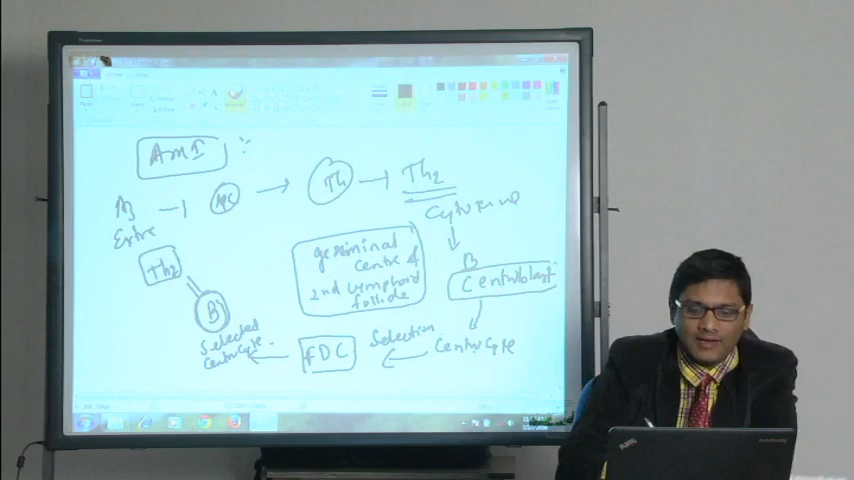 AMI :
Ag → APC → Th → Th2
Extra
Cytokine
Th2
germinal
centre of
2nd lymphoid
follicle
B
Centroblast
B
Selected
Centrocyte.
FDC
Selection
Centrocyte
ThinkPad